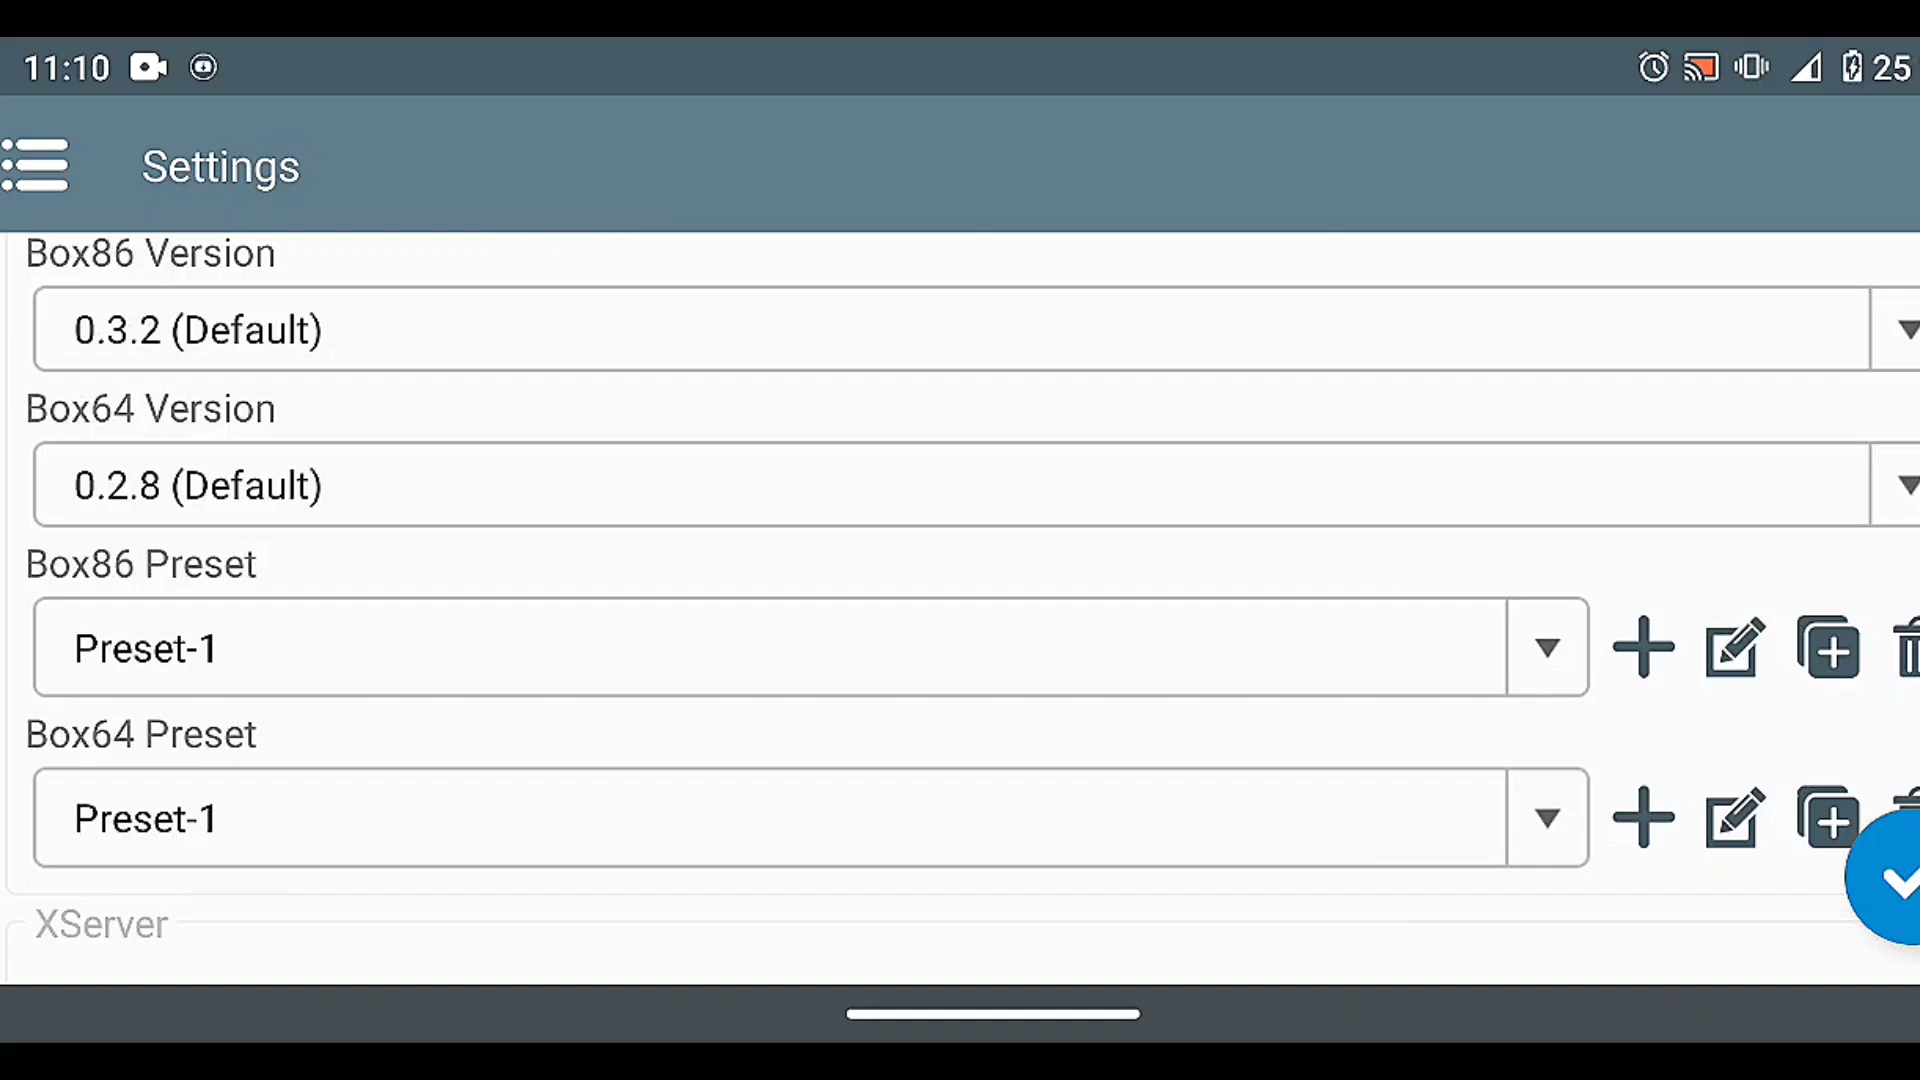 11:10
25
Settings
Box86 Version
0.3.2 (Default)
Box64 Version
0.2.8 (Default)
Box86 Preset
Preset-1
Box64 Preset
Preset-1
XServer